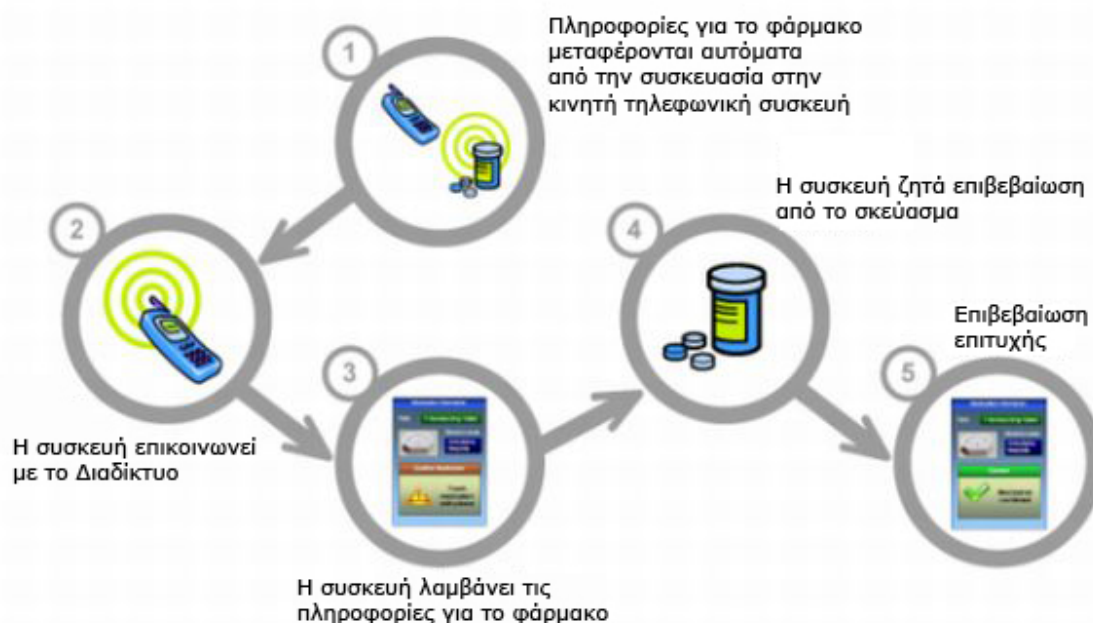 1
Πληροφορίες για το φάρμακο
μεταφέρονται αυτόματα
από την συσκευασία στην
κινητή τηλεφωνική συσκευή
2
Η συσκευή επικοινωνεί
με το Διαδίκτυο
3
Η συσκευή λαμβάνει τις
πληροφορίες για το φάρμακο
4
Η συσκευή ζητά επιβεβαίωση
από το σκεύασμα
5
Επιβεβαίωση
επιτυχής